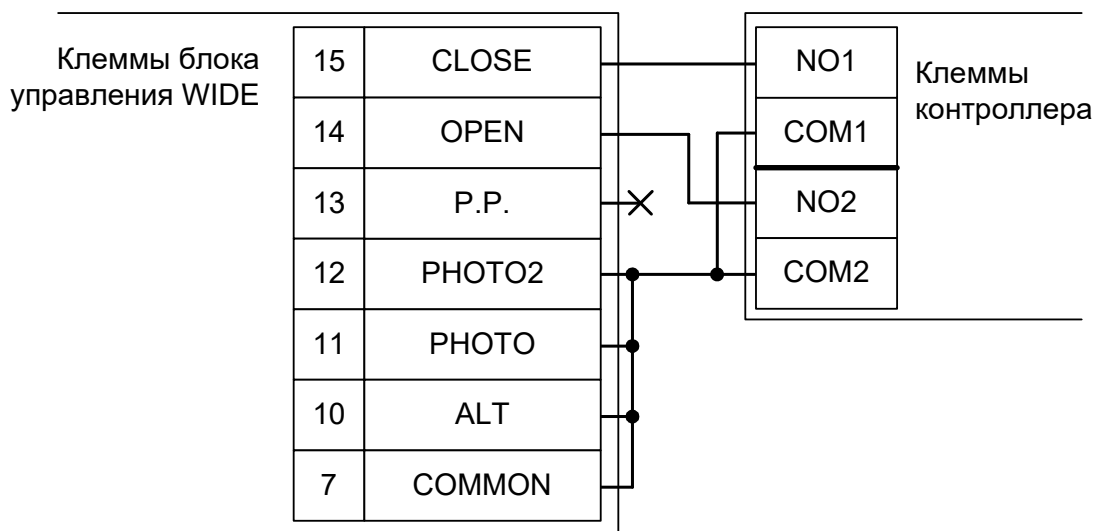 Клеммы блока
управления WIDE
15 CLOSE
14 OPEN
13 P.P.
12 PHOTO2
11 PHOTO
10 ALT
7 COMMON
NO1
COM1
NO2
COM2
Клеммы
контроллера